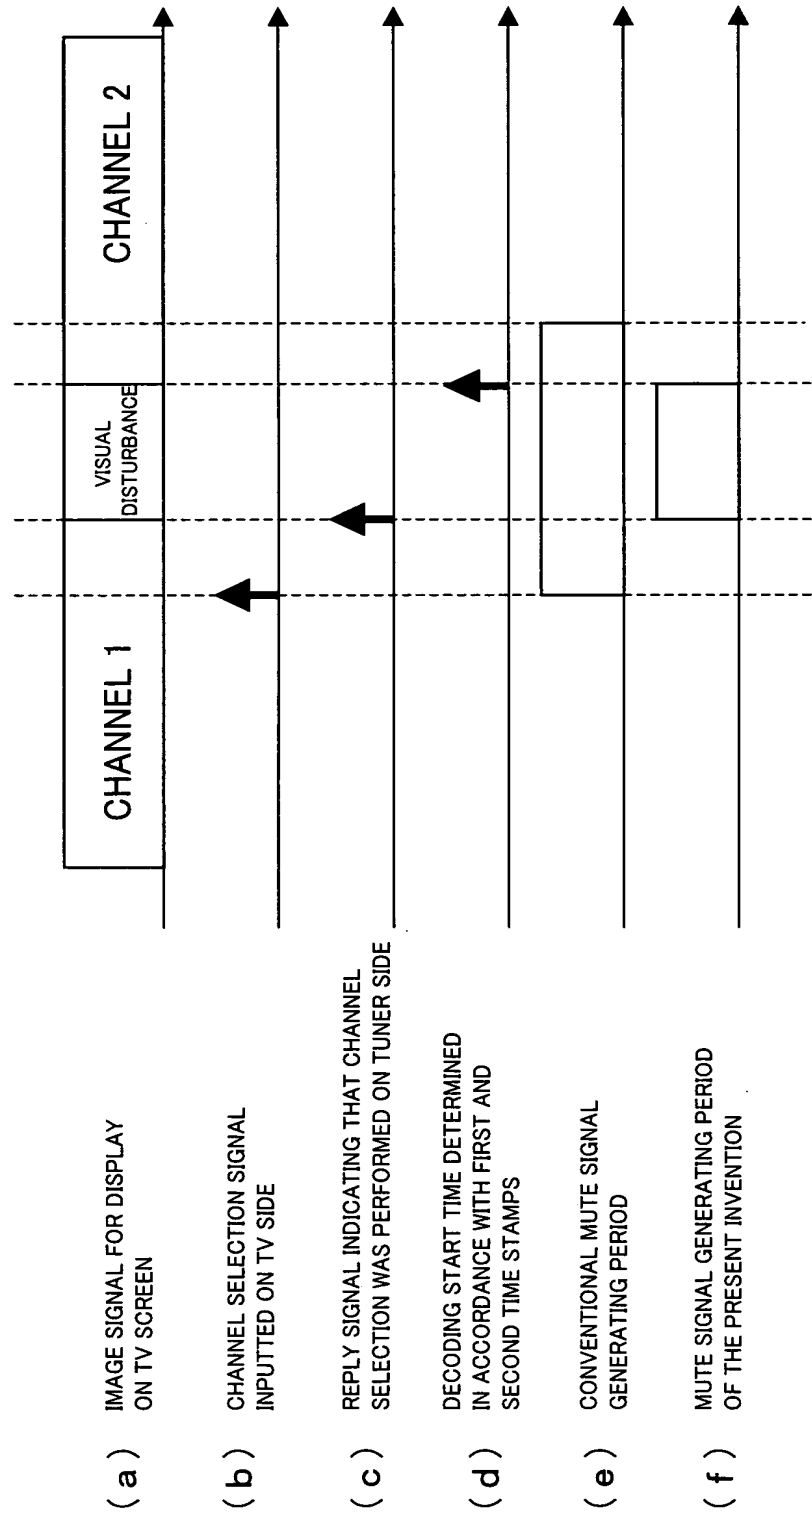 (a) IMAGE SIGNAL FOR DISPLAY
ON TV SCREEN
CHANNEL 1
VISUAL
DISTURBANCE
CHANNEL 2
(b) CHANNEL SELECTION SIGNAL
INPUTTED ON TV SIDE
(c) REPLY SIGNAL INDICATING THAT CHANNEL
SELECTION WAS PERFORMED ON TUNER SIDE
(d) DECODING START TIME DETERMINED
IN ACCORDANCE WITH FIRST AND
SECOND TIME STAMPS
(e) CONVENTIONAL MUTE SIGNAL
GENERATING PERIOD
(f) MUTE SIGNAL GENERATING PERIOD
OF THE PRESENT INVENTION